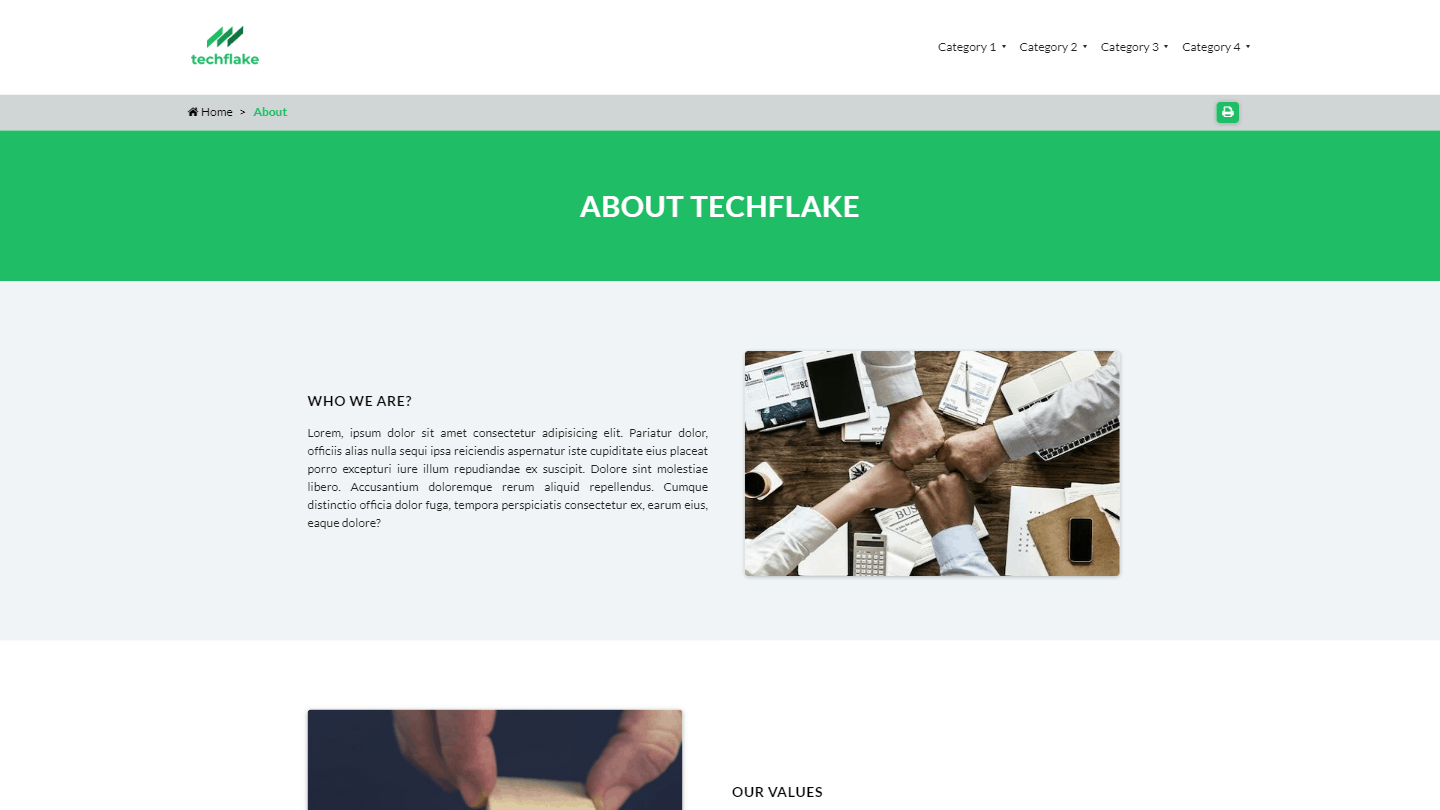 techflake
Category 1
Category 2
Category 3
Category 4
Home > About
ABOUT TECHFLAKE
WHO WE ARE?
Lorem, ipsum dolor sit amet consectetur adipisicing elit. Pariatur dolor,
officiis alias nulla sequi ipsa reiciendis aspernatur iste cupiditate eius placeat
porro excepturi iure illum repudiandae ex suscipit. Dolore sint molestiae
libero. Accusantium doloremque rerum aliquid repellendus. Cumque
distinctio officia dolor fuga, tempora perspiciatis consectetur ex, earum eius,
eaque dolore?
OUR VALUES